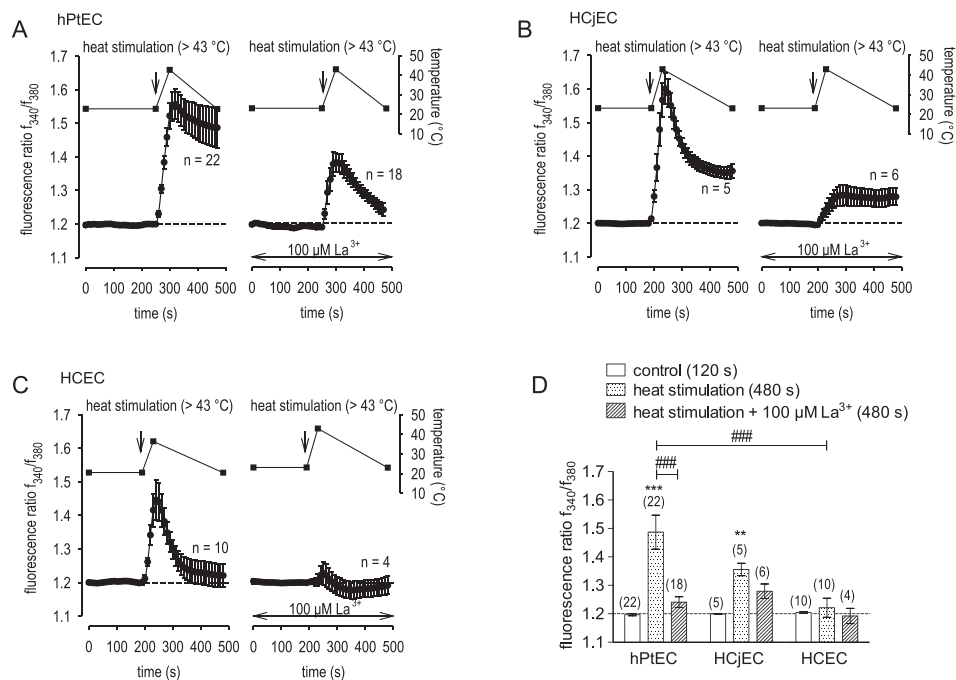 A
hPtEC
heat stimulation (> 43 °C)
heat stimulation (> 43 °C)
1.7
1.6
1.5
1.4
1.3
1.2
1.1
fluorescence ratio f340/f380
50
40
30
20
10
temperature (°C)
n = 22
n = 18
100 µM La3+
0 100 200 300 400 500
0 100 200 300 400 500
time (s)
time (s)
B
HCjEC
heat stimulation (> 43 °C)
heat stimulation (> 43 °C)
1.7
1.6
1.5
1.4
1.3
1.2
1.1
fluorescence ratio f340/f380
50
40
30
20
10
temperature (°C)
n = 5
n = 6
100 µM La3+
0 100 200 300 400 500
0 100 200 300 400 500
time (s)
time (s)
C
HCEC
heat stimulation (> 43 °C)
heat stimulation (> 43 °C)
1.7
1.6
1.5
1.4
1.3
1.2
1.1
fluorescence ratio f340/f380
50
40
30
20
10
temperature (°C)
n = 10
n = 4
100 µM La3+
0 100 200 300 400 500
0 100 200 300 400 500
time (s)
time (s)
D
control (120 s)
heat stimulation (480 s)
heat stimulation + 100 µM La3+ (480 s)
###
###
1.7
1.6
1.5
1.4
1.3
1.2
1.1
fluorescence ratio f340/f380
***
(22)
(22)
(18)
**
(5)
(5)
(6)
(10)
(10)
(4)
hPtEC HCjEC HCEC